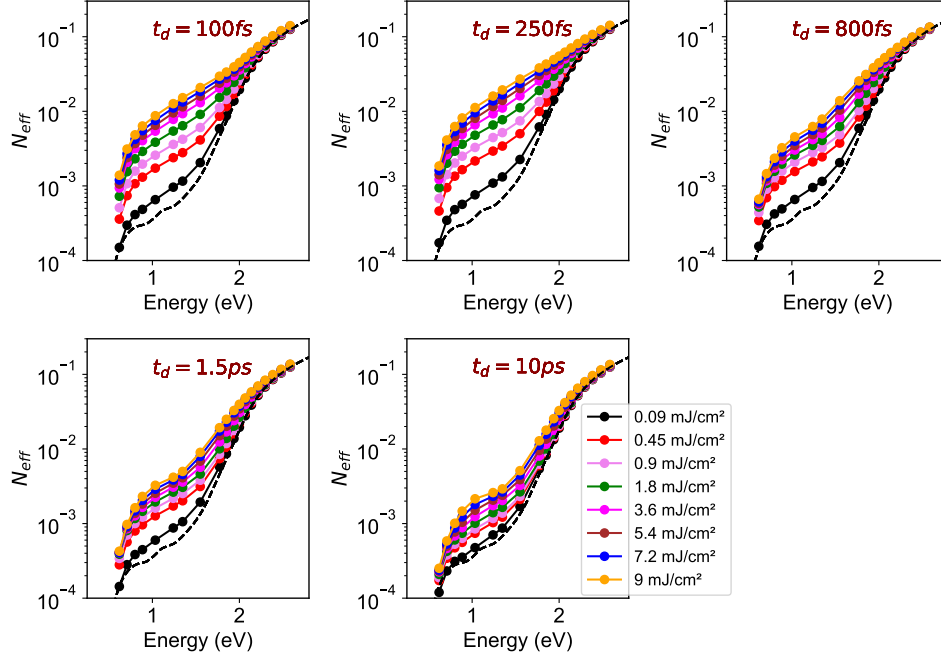 t_d = 100fs
t_d = 250fs
t_d = 800fs
N_eff
10⁻¹
10⁻²
10⁻³
10⁻⁴
1
2
Energy (eV)
N_eff
10⁻¹
10⁻²
10⁻³
10⁻⁴
1
2
Energy (eV)
N_eff
10⁻¹
10⁻²
10⁻³
10⁻⁴
1
2
Energy (eV)
t_d = 1.5ps
t_d = 10ps
N_eff
10⁻¹
10⁻²
10⁻³
10⁻⁴
1
2
Energy (eV)
N_eff
10⁻¹
10⁻²
10⁻³
10⁻⁴
1
2
Energy (eV)
0.09 mJ/cm²
0.45 mJ/cm²
0.9 mJ/cm²
1.8 mJ/cm²
3.6 mJ/cm²
5.4 mJ/cm²
7.2 mJ/cm²
9 mJ/cm²